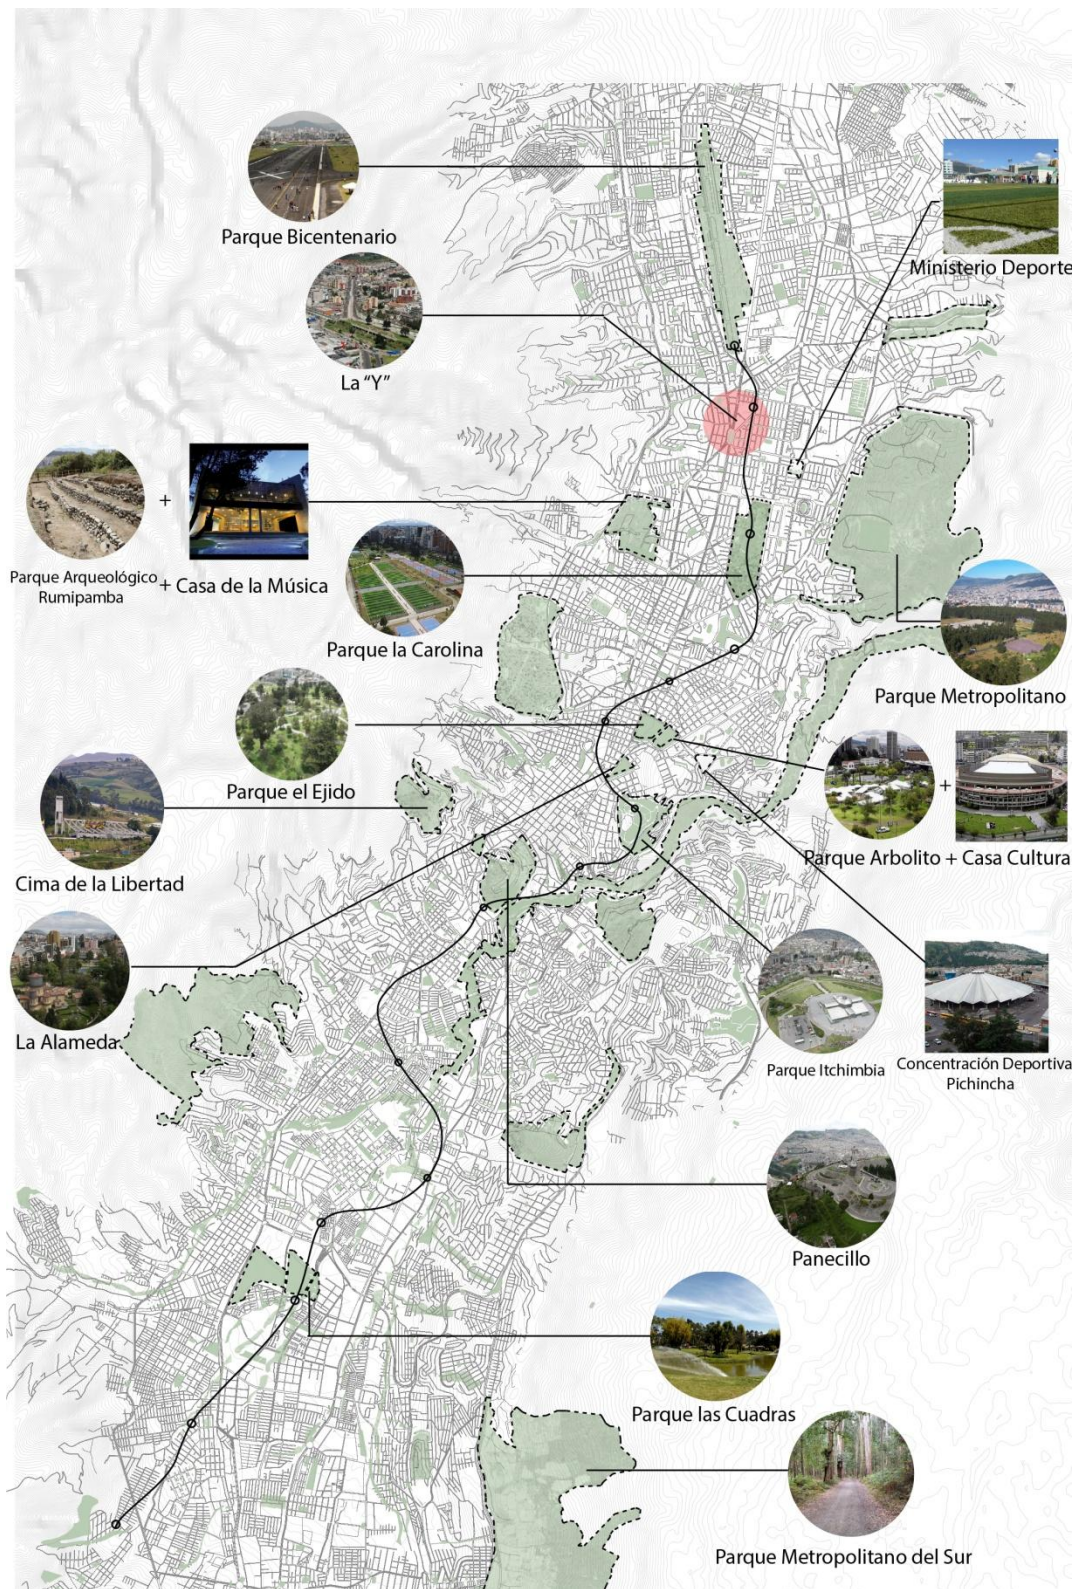 Parque Bicentenario
Ministerio Deporte
La “Y”
+
Parque Arqueológico
Rumipamba
+ Casa de la Música
Parque la Carolina
Parque Metropolitano
Parque el Ejido
+
Parque Arbolito + Casa Cultura
Cima de la Libertad
La Alameda
Parque Itchimbia
Concentración Deportiva
Pichincha
Panecillo
Parque las Cuadras
Parque Metropolitano del Sur